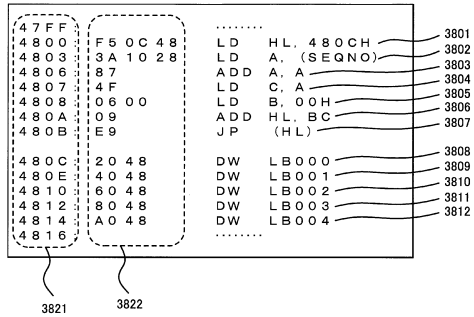 47FF: ........
4800: F50C48 LD HL, 480CH 3801
4803: 3A1028 LD A, (SEQNO) 3802
4806: 87 ADD A, A 3803
4807: 4F LD C, A 3804
4808: 0600 LD B, 00H 3805
480A: 09 ADD HL, BC 3806
480B: E9 JP (HL) 3807
480C: 2048 DW LB000 3808
480E: 4048 DW LB001 3809
4810: 6048 DW LB002 3810
4812: 8048 DW LB003 3811
4814: A048 DW LB004 3812
4816: ........
3821 3822